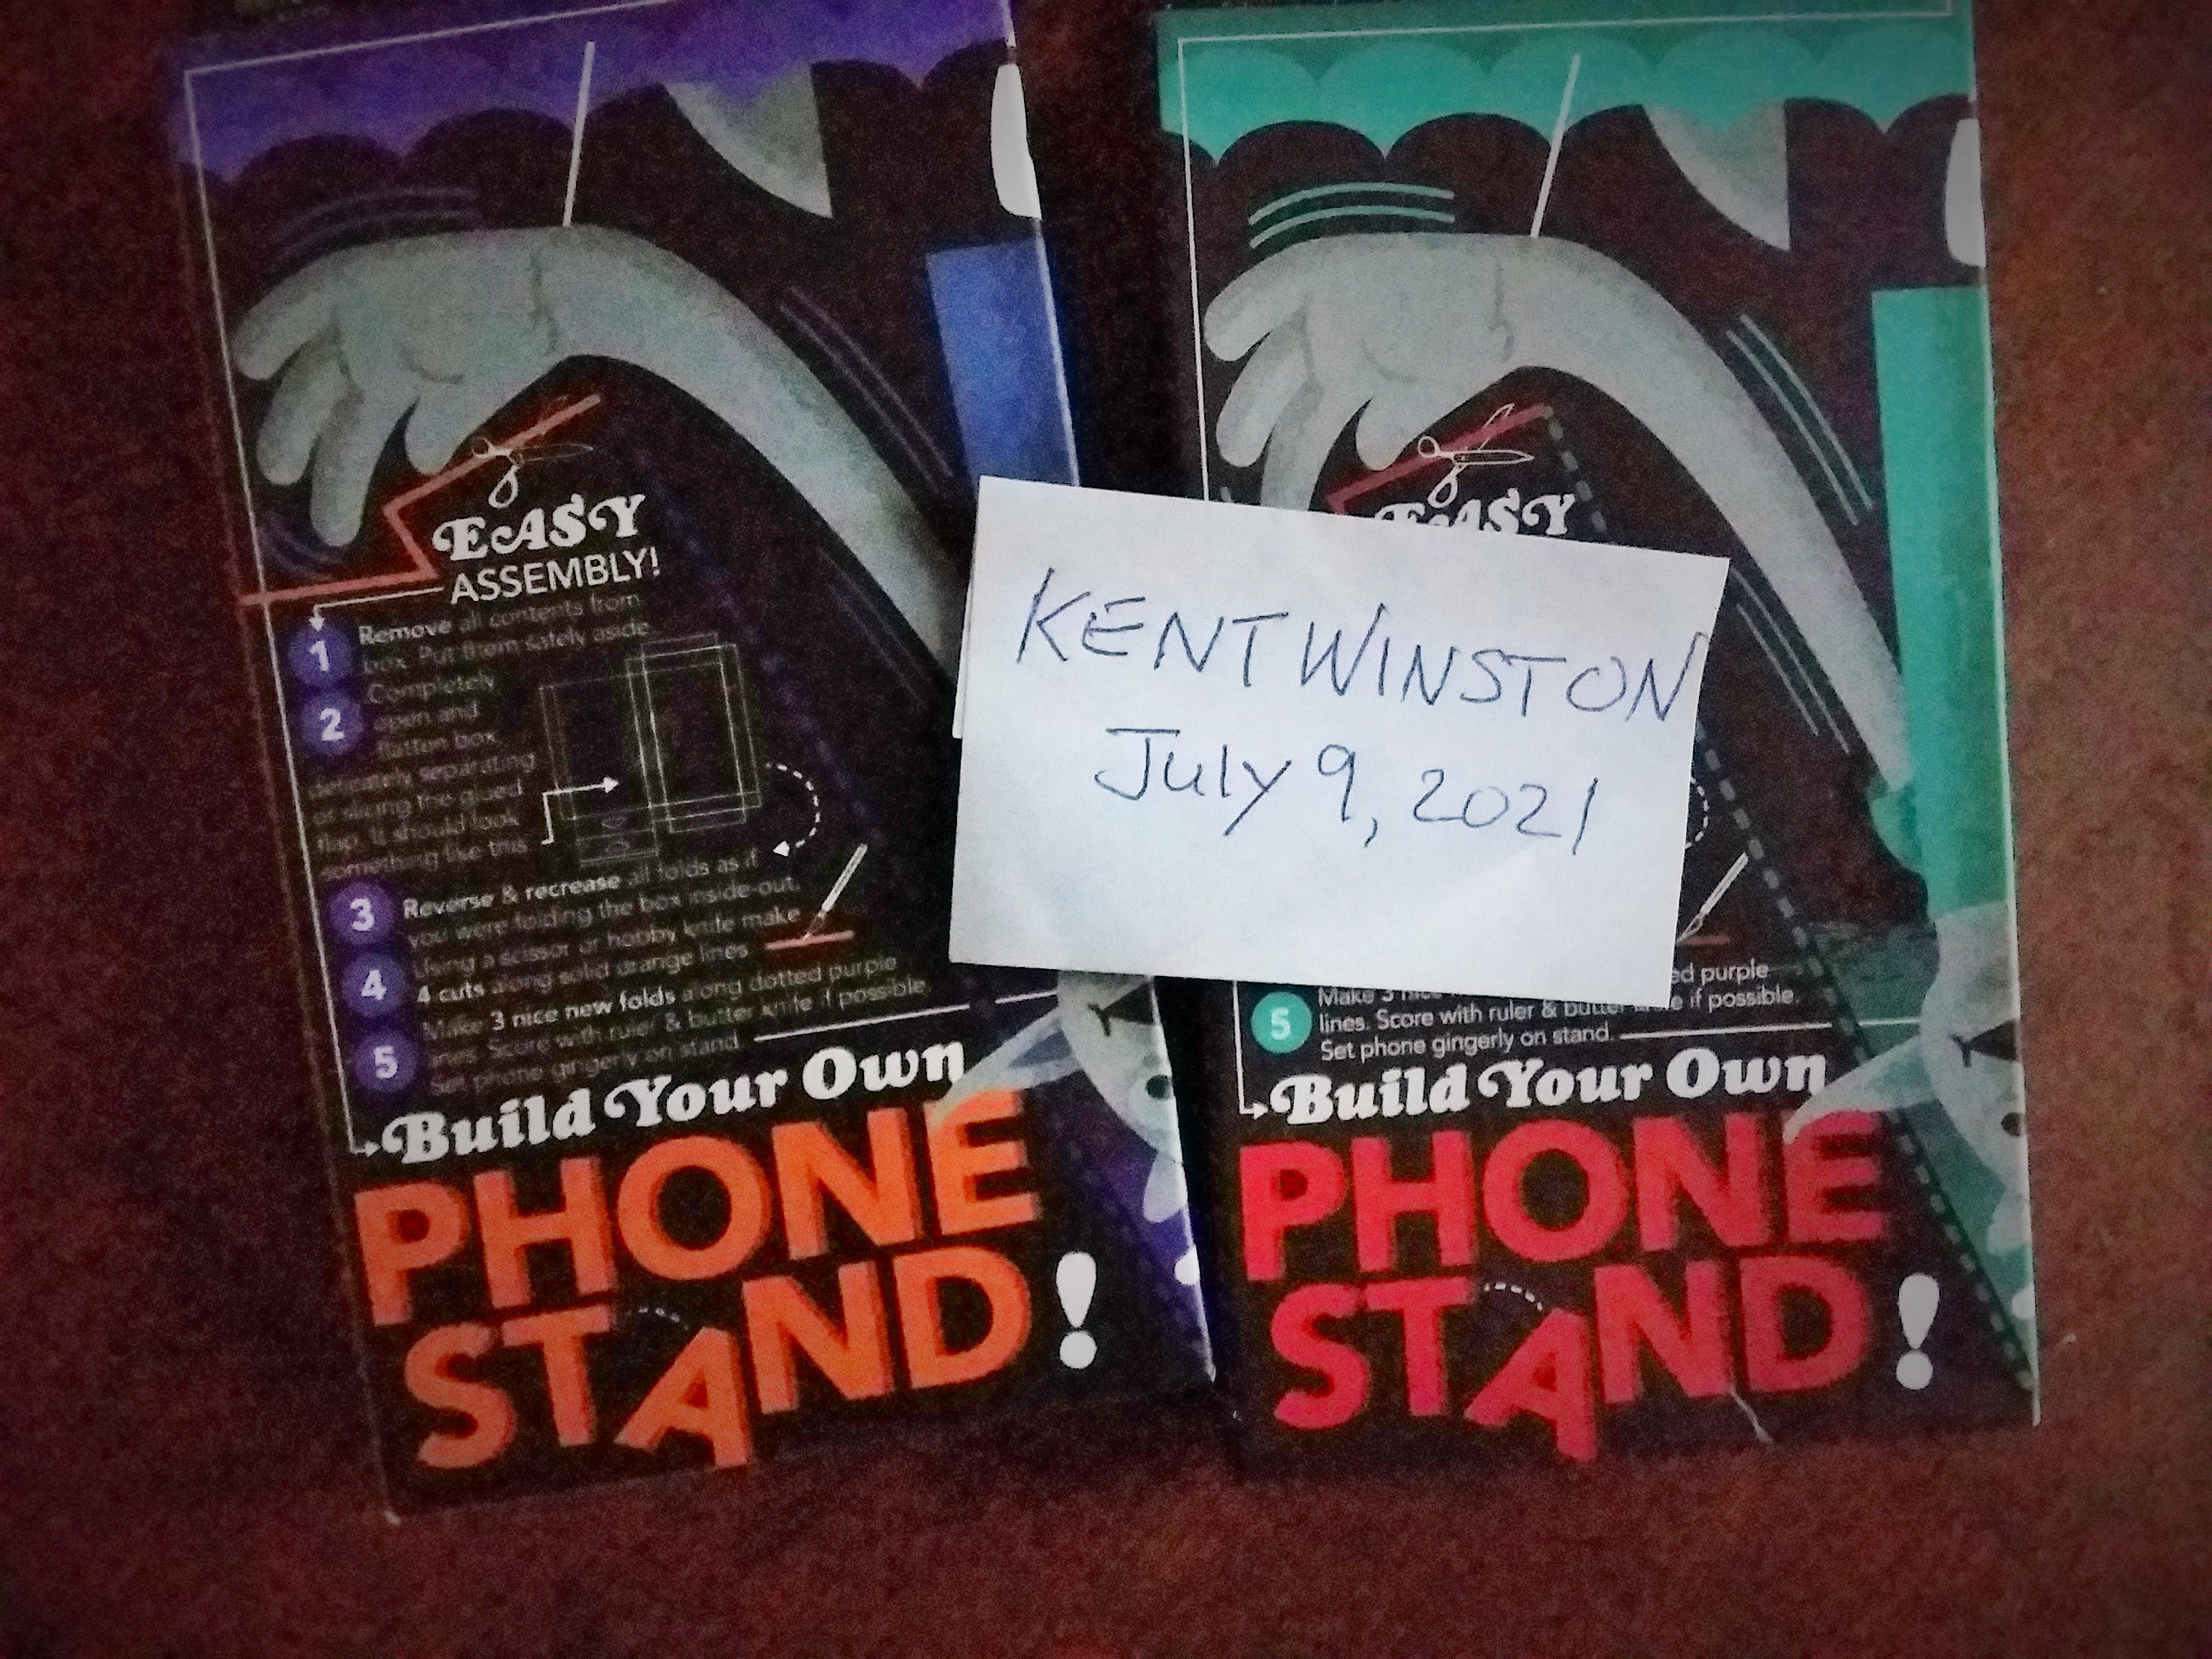 EASY
ASSEMBLY!
1 Remove all contents from
box. Put them safely aside.
2 Completely
open and
flatten box
delicately separating
or slicing the glued
flap. It should look
something like this
3 Reverse & recrease all folds as if
you were folding the box inside-out.
4 Using a scissor or hobby knife make
4 cuts along solid orange lines
5 Make 3 nice new folds along dotted purple
lines. Score with ruler & butter knife if possible.
Set phone gingerly on stand.
Build Your Own
PHONE
STAND!
KENTWINSTON
July 9, 2021
EASY
ed purple
5 Make 3 nice
lines. Score with ruler & butter if possible.
Set phone gingerly on stand.
Build Your Own
PHONE
STAND!